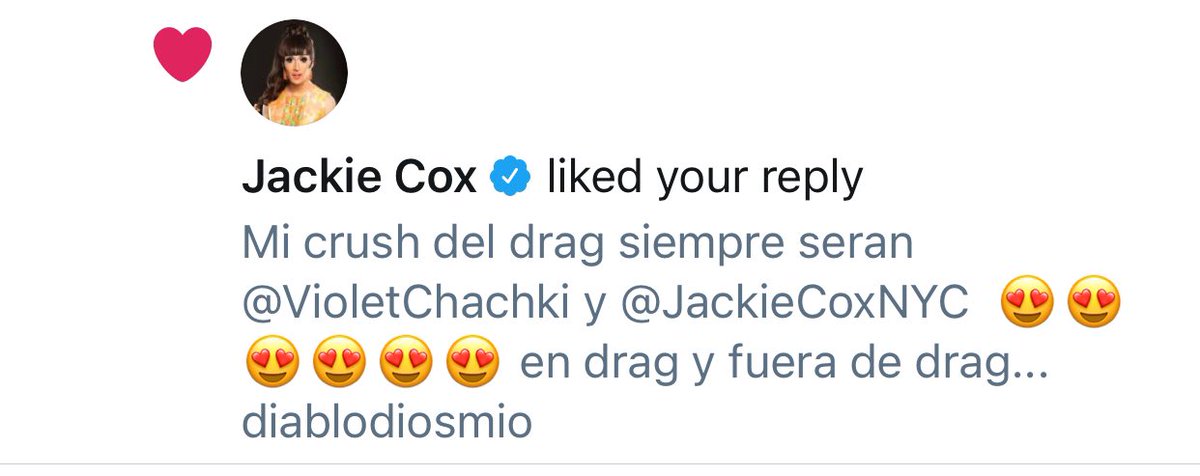 Jackie Cox liked your reply
Mi crush del drag siempre seran
@VioletChachki y @JackieCoxNYC 😍😍
😍😍😍😍 en drag y fuera de drag...
diablodiosmio